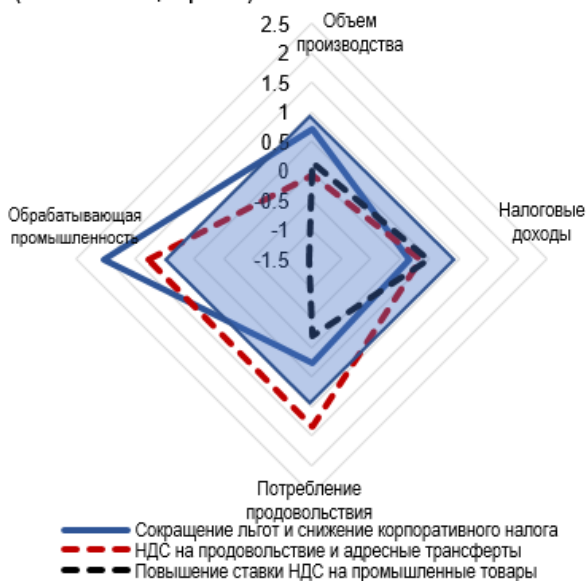 2.5
Объем
производства
2
1.5
1
0.5
0
-0.5
-1
-1.5
Обрабатывающая
промышленность
Налоговые
доходы
Потребление
продовольствия
Сокращение льгот и снижение корпоративного налога
НДС на продовольствие и адресные трансферты
Повышение ставки НДС на промышленные товары